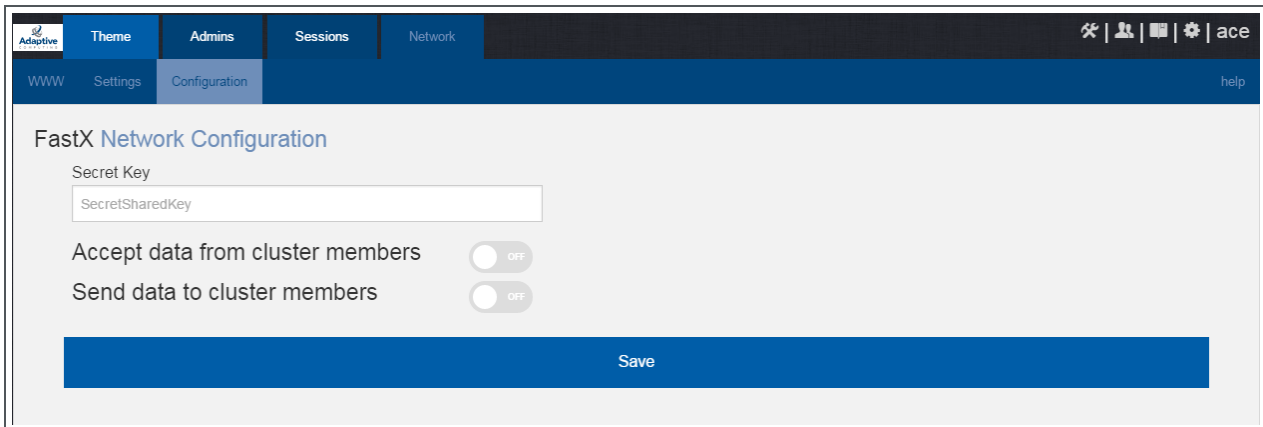 Adaptive
COMPUTING
Theme Admins Sessions Network
| | | | ace
WWW Settings Configuration help
FastX Network Configuration
Secret Key
SecretSharedKey
Accept data from cluster members OFF
Send data to cluster members OFF
Save